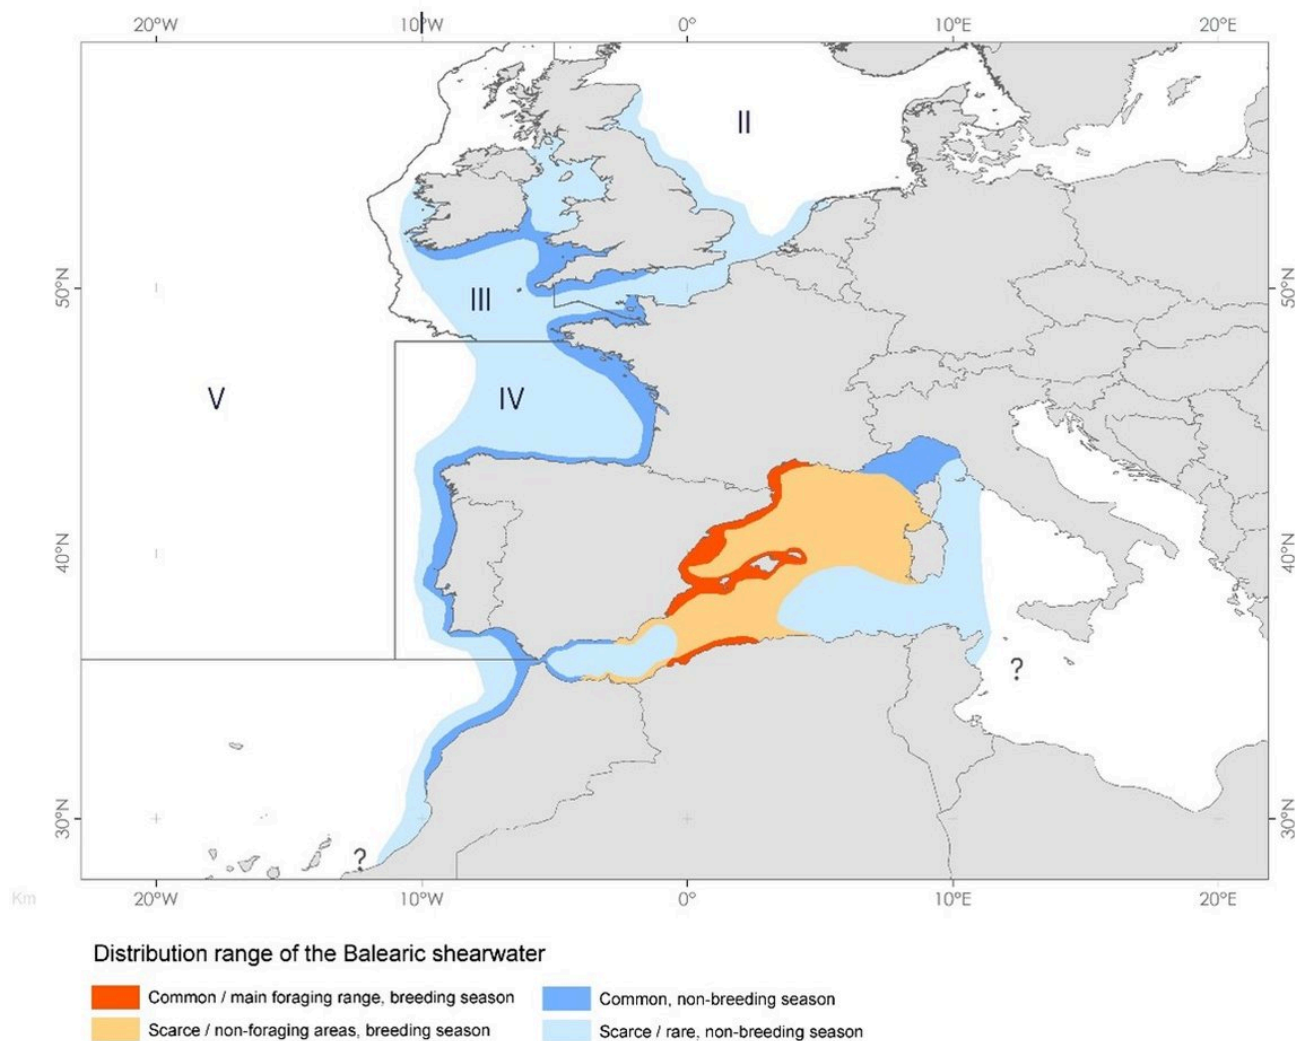 20°W 10°W 0° 10°E 20°E
II
50°N 50°N
III
V IV
40°N 40°N
?
30°N 30°N
?
Km 20°W 10°W 0° 10°E 20°E
Distribution range of the Balearic shearwater
Common / main foraging range, breeding season Common, non-breeding season
Scarce / non-foraging areas, breeding season Scarce / rare, non-breeding season